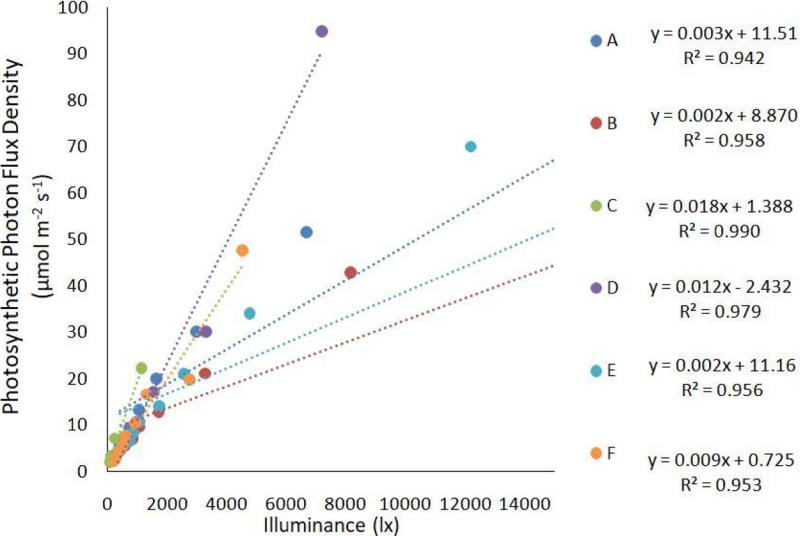 Photosynthetic Photon Flux Density
(µmol m⁻² s⁻¹)
100
90
80
70
60
50
40
30
20
10
0
0 2000 4000 6000 8000 10000 12000 14000
Illuminance (lx)
A y = 0.003x + 11.51
R² = 0.942
B y = 0.002x + 8.870
R² = 0.958
C y = 0.018x + 1.388
R² = 0.990
D y = 0.012x - 2.432
R² = 0.979
E y = 0.002x + 11.16
R² = 0.956
F y = 0.009x + 0.725
R² = 0.953